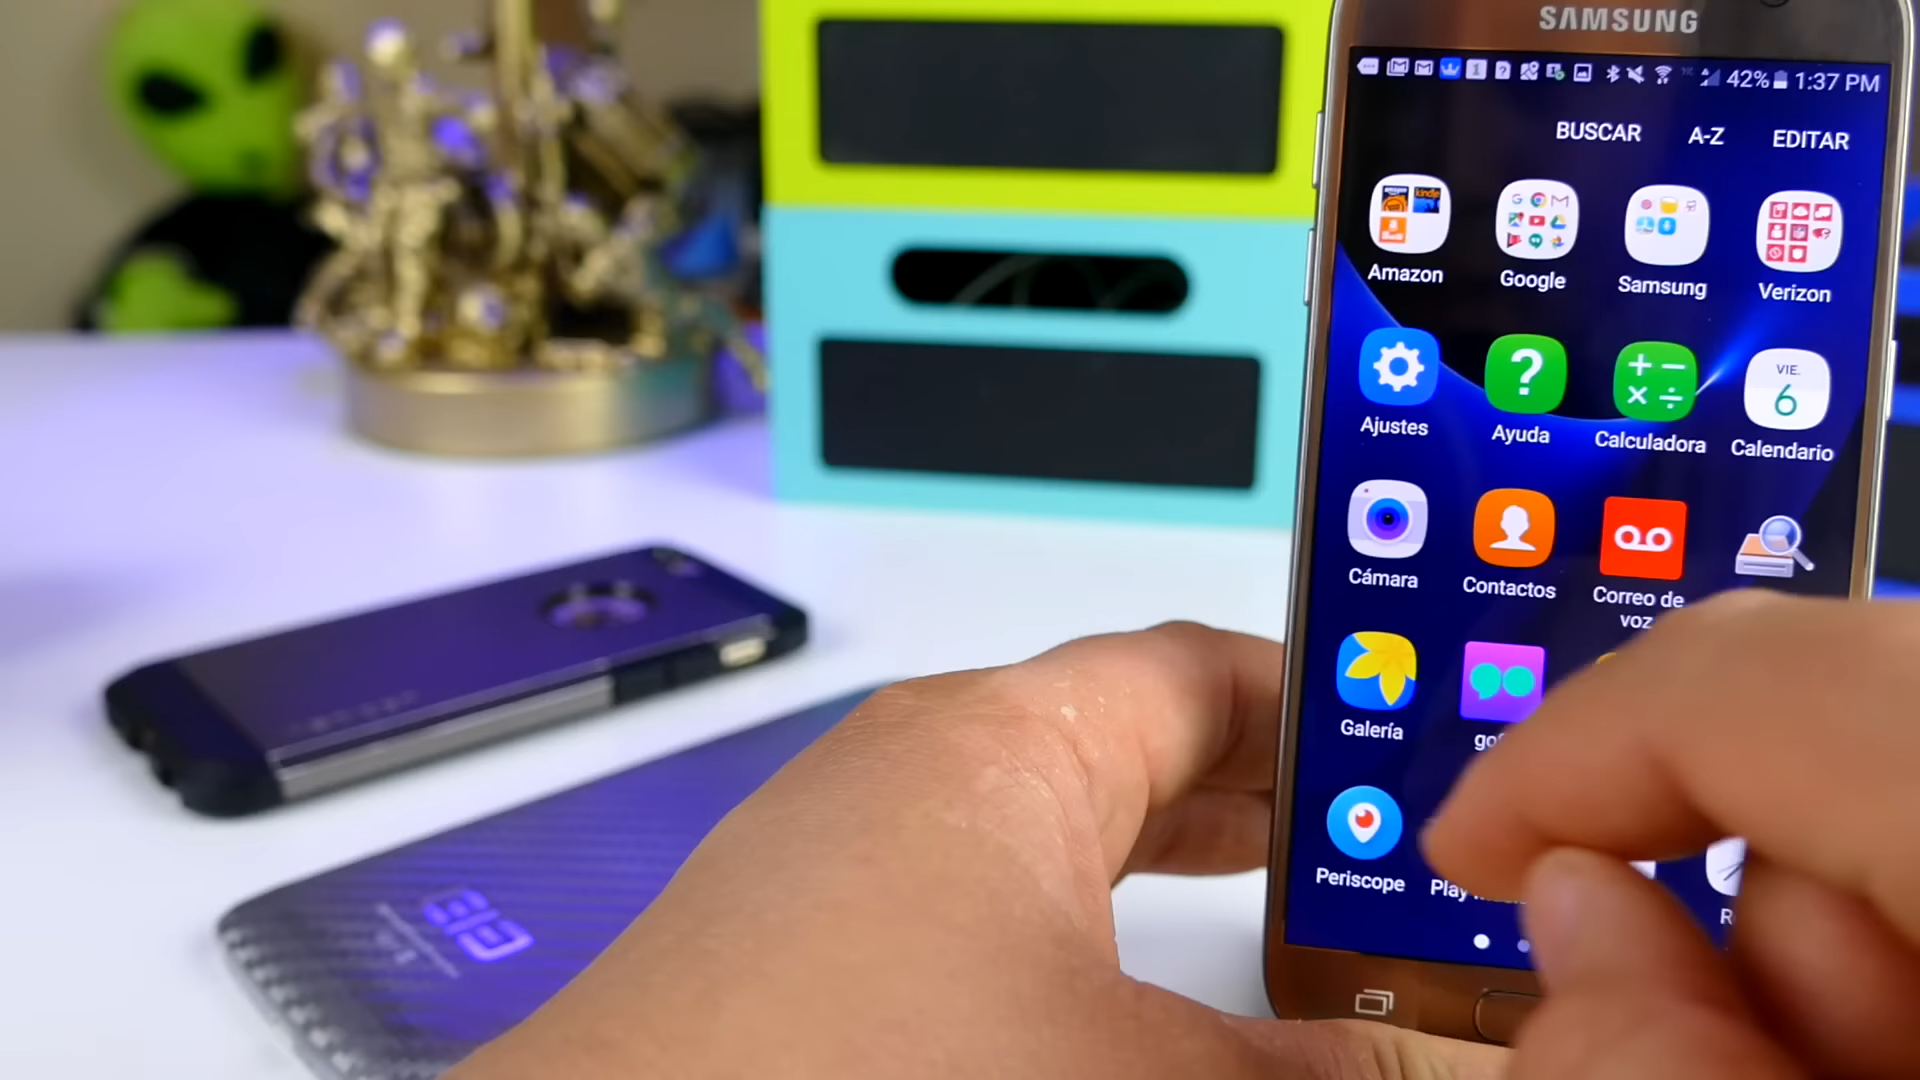 SAMSUNG
42% 1:37 PM
BUSCAR A-Z EDITAR
Amazon Google Samsung Verizon
VIE.
6
Ajustes Ayuda Calculadora Calendario
Cámara Contactos Correo de
voz
Galería
Periscope Play